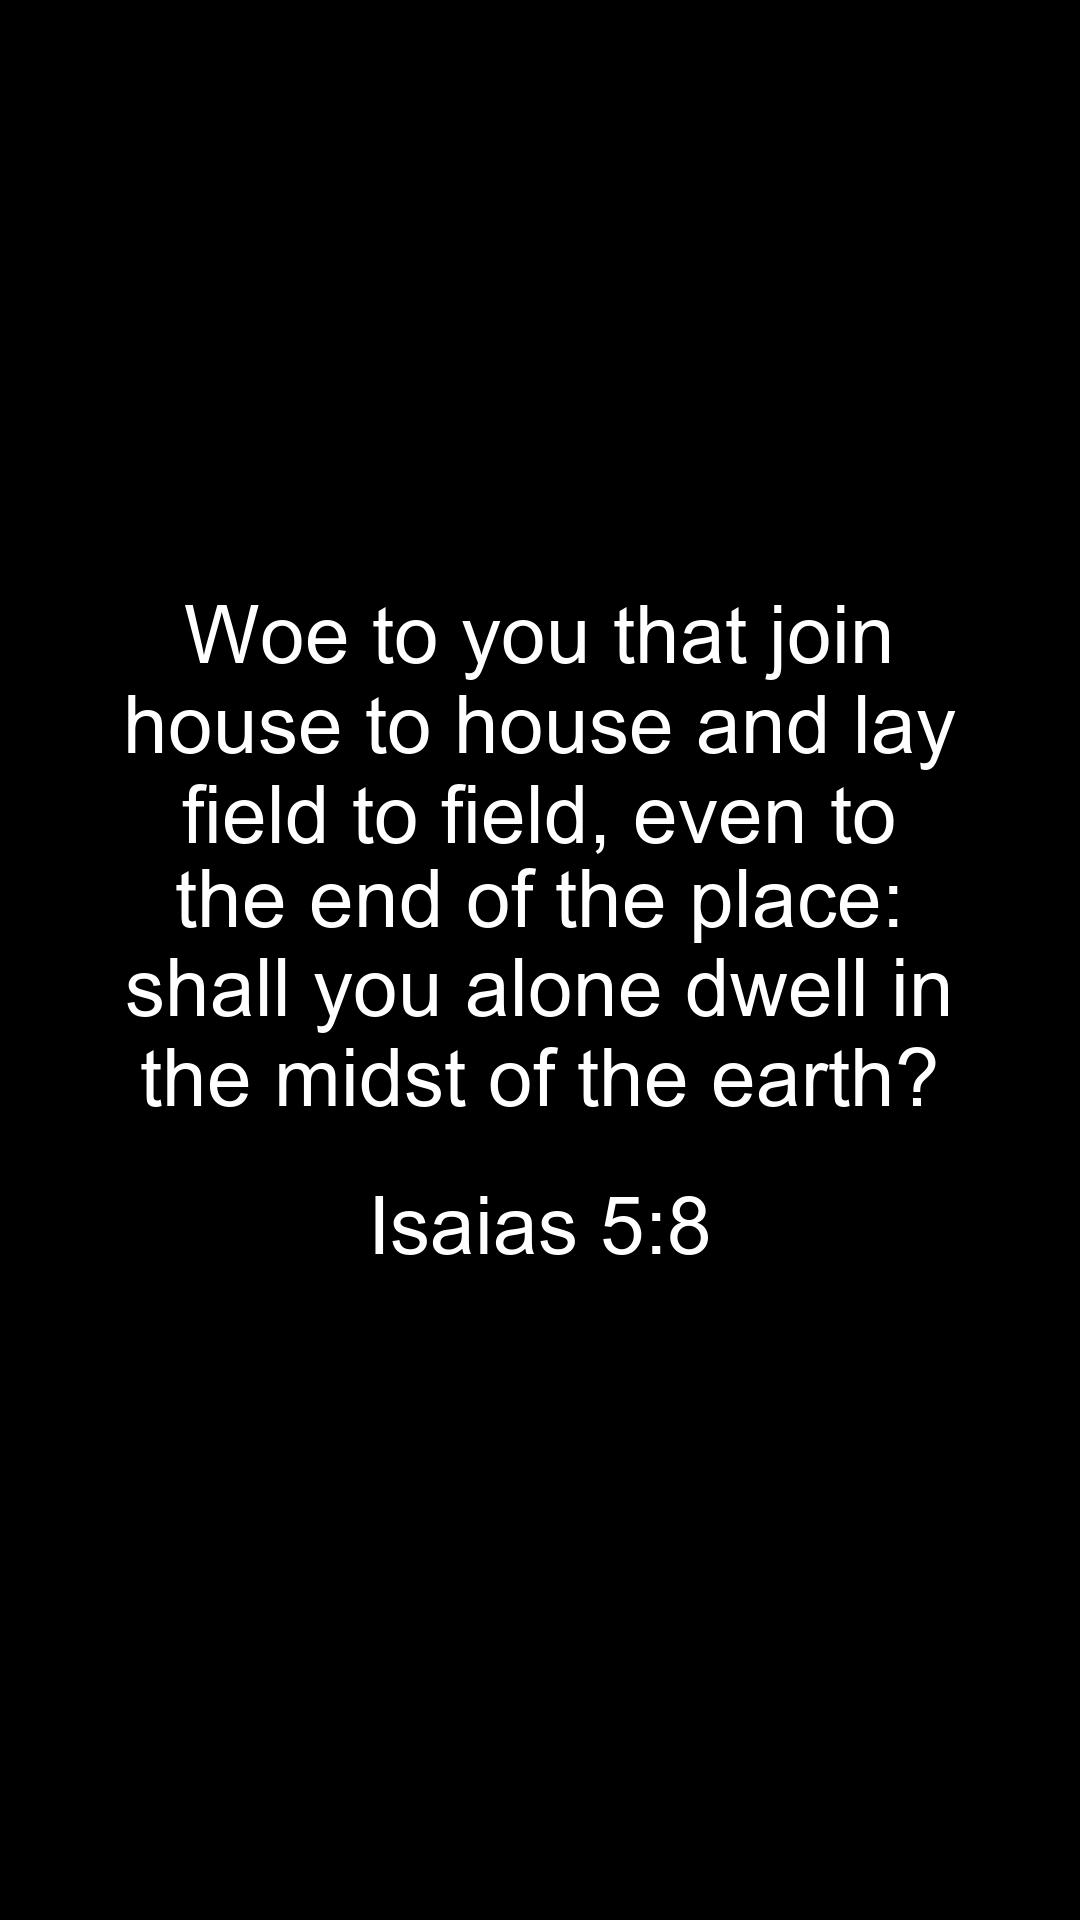 Woe to you that join
house to house and lay
field to field, even to
the end of the place:
shall you alone dwell in
the midst of the earth?
Isaias 5:8